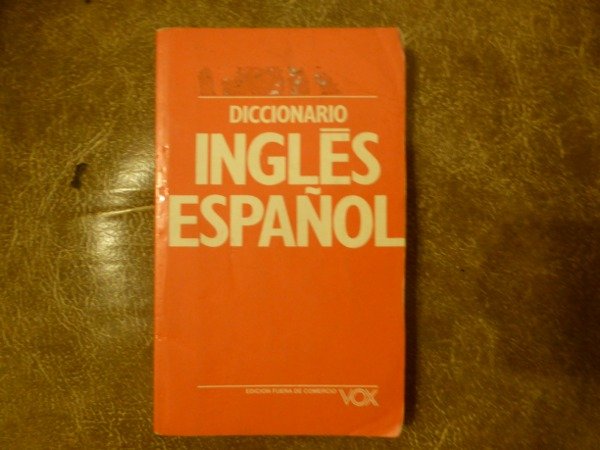 DICCIONARIO
INGLÉS
ESPAÑOL
EDICIÓN FUERA DE COMERCIO VOX